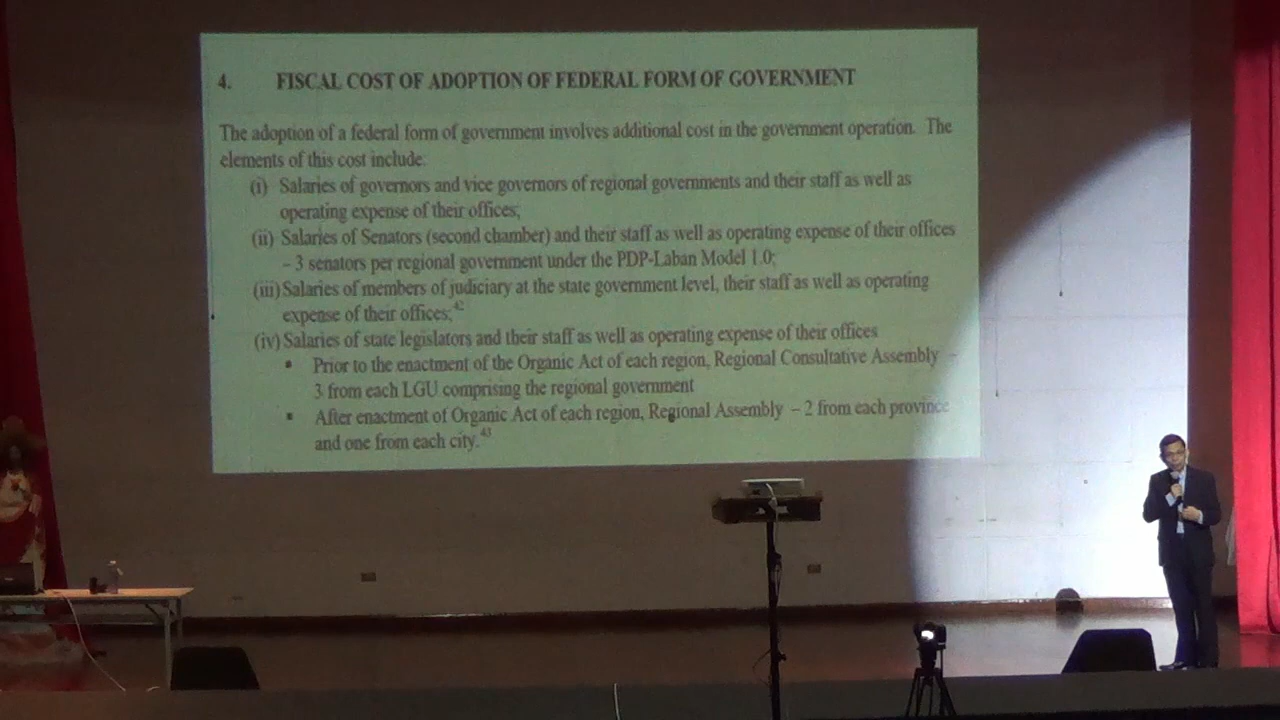 4. FISCAL COST OF ADOPTION OF FEDERAL FORM OF GOVERNMENT
The adoption of a federal form of government involves additional cost in the government operation. The
elements of this cost include:
(i) Salaries of governors and vice governors of regional governments and their staff as well as
operating expense of their offices;
(ii) Salaries of Senators (second chamber) and their staff as well as operating expense of their offices
– 3 senators per regional government under the PDP-Laban Model 1.0;
(iii) Salaries of members of judiciary at the state government level, their staff as well as operating
expense of their offices;42
(iv) Salaries of state legislators and their staff as well as operating expense of their offices
▪ Prior to the enactment of the Organic Act of each region, Regional Consultative Assembly –
3 from each LGU comprising the regional government
▪ After enactment of Organic Act of each region, Regional Assembly – 2 from each province
and one from each city.43